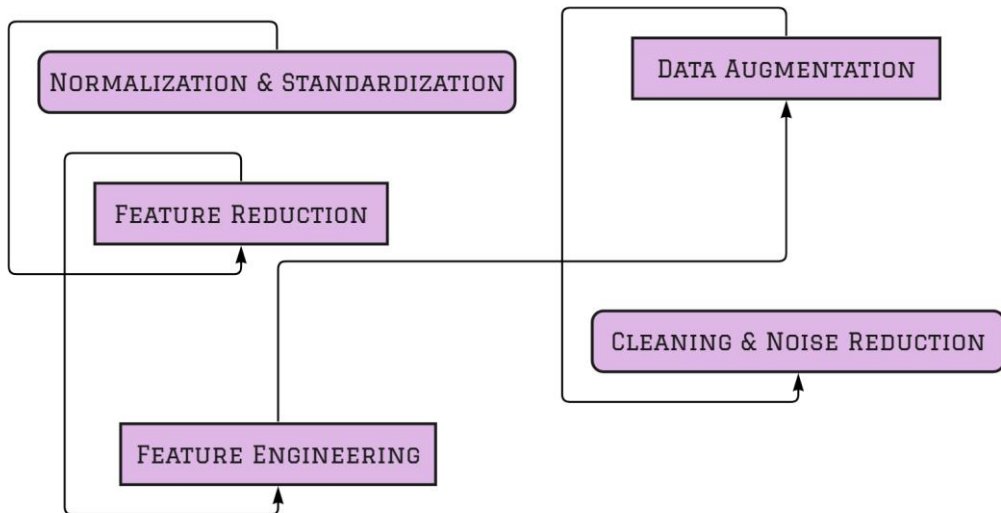 Normalization & Standardization
Data Augmentation
Feature Reduction
Cleaning & Noise Reduction
Feature Engineering